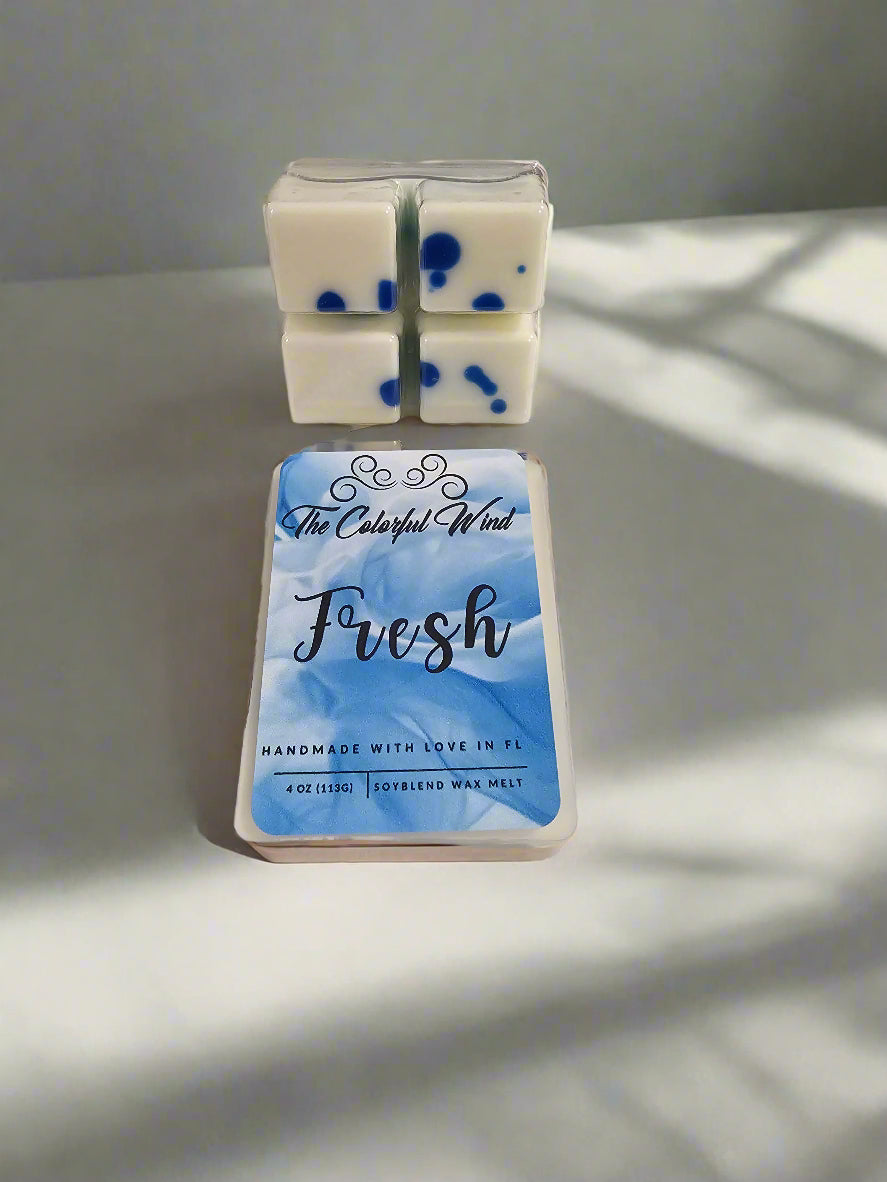 The Colorful Wind
Fresh
HANDMADE WITH LOVE IN FL
4 OZ (113G) SOYBLEND WAX MELT